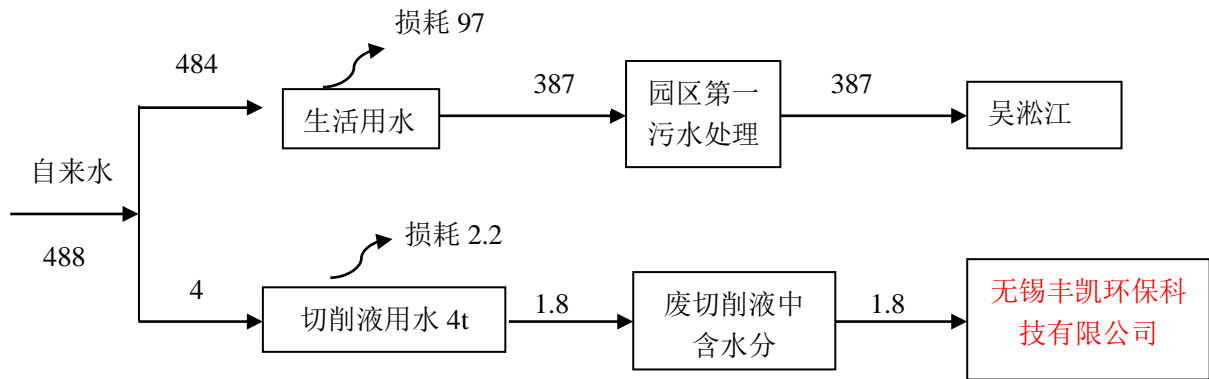 损耗 97
484
387
387
生活用水
园区第一
污水处理
吴淞江
自来水
488
损耗 2.2
4
1.8
1.8
切削液用水 4t
废切削液中
含水分
无锡丰凯环保科
技有限公司